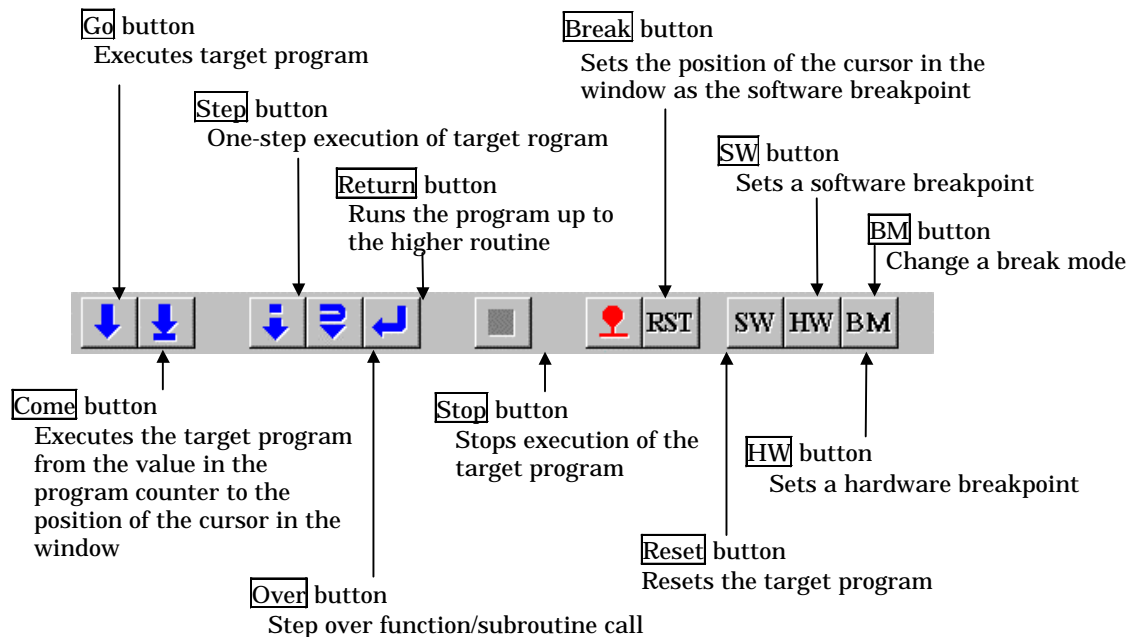 Go button
Executes target program
Break button
Sets the position of the cursor in the
window as the software breakpoint
Step button
One-step execution of target rogram
SW button
Sets a software breakpoint
Return button
Runs the program up to
the higher routine
BM button
Change a break mode
RST
SW
HW
BM
Come button
Executes the target program
from the value in the
program counter to the
position of the cursor in the
window
Stop button
Stops execution of the
target program
HW button
Sets a hardware breakpoint
Reset button
Resets the target program
Over button
Step over function/subroutine call